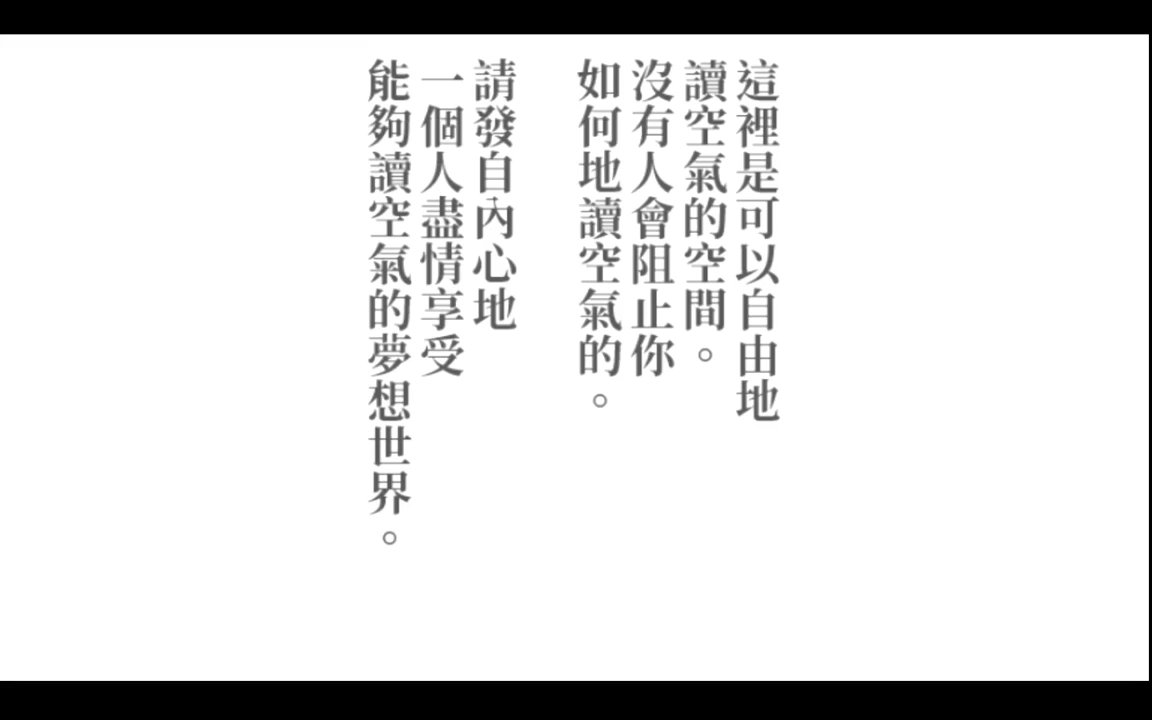 這裡是可以自由地
讀空氣的空間。
沒有人會阻止你
如何地讀空氣的。
請發自內心地
一個人盡情享受
能夠讀空氣的夢想世界。